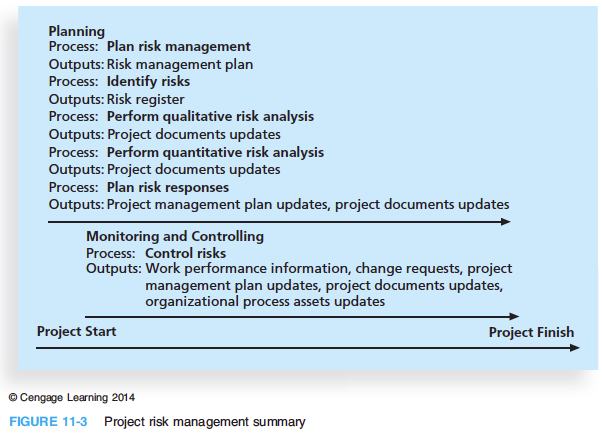 Planning
Process: Plan risk management
Outputs: Risk management plan
Process: Identify risks
Outputs: Risk register
Process: Perform qualitative risk analysis
Outputs: Project documents updates
Process: Perform quantitative risk analysis
Outputs: Project documents updates
Process: Plan risk responses
Outputs: Project management plan updates, project documents updates
Monitoring and Controlling
Process: Control risks
Outputs: Work performance information, change requests, project
management plan updates, project documents updates,
organizational process assets updates
Project Start
Project Finish
© Cengage Learning 2014
FIGURE 11-3 Project risk management summary